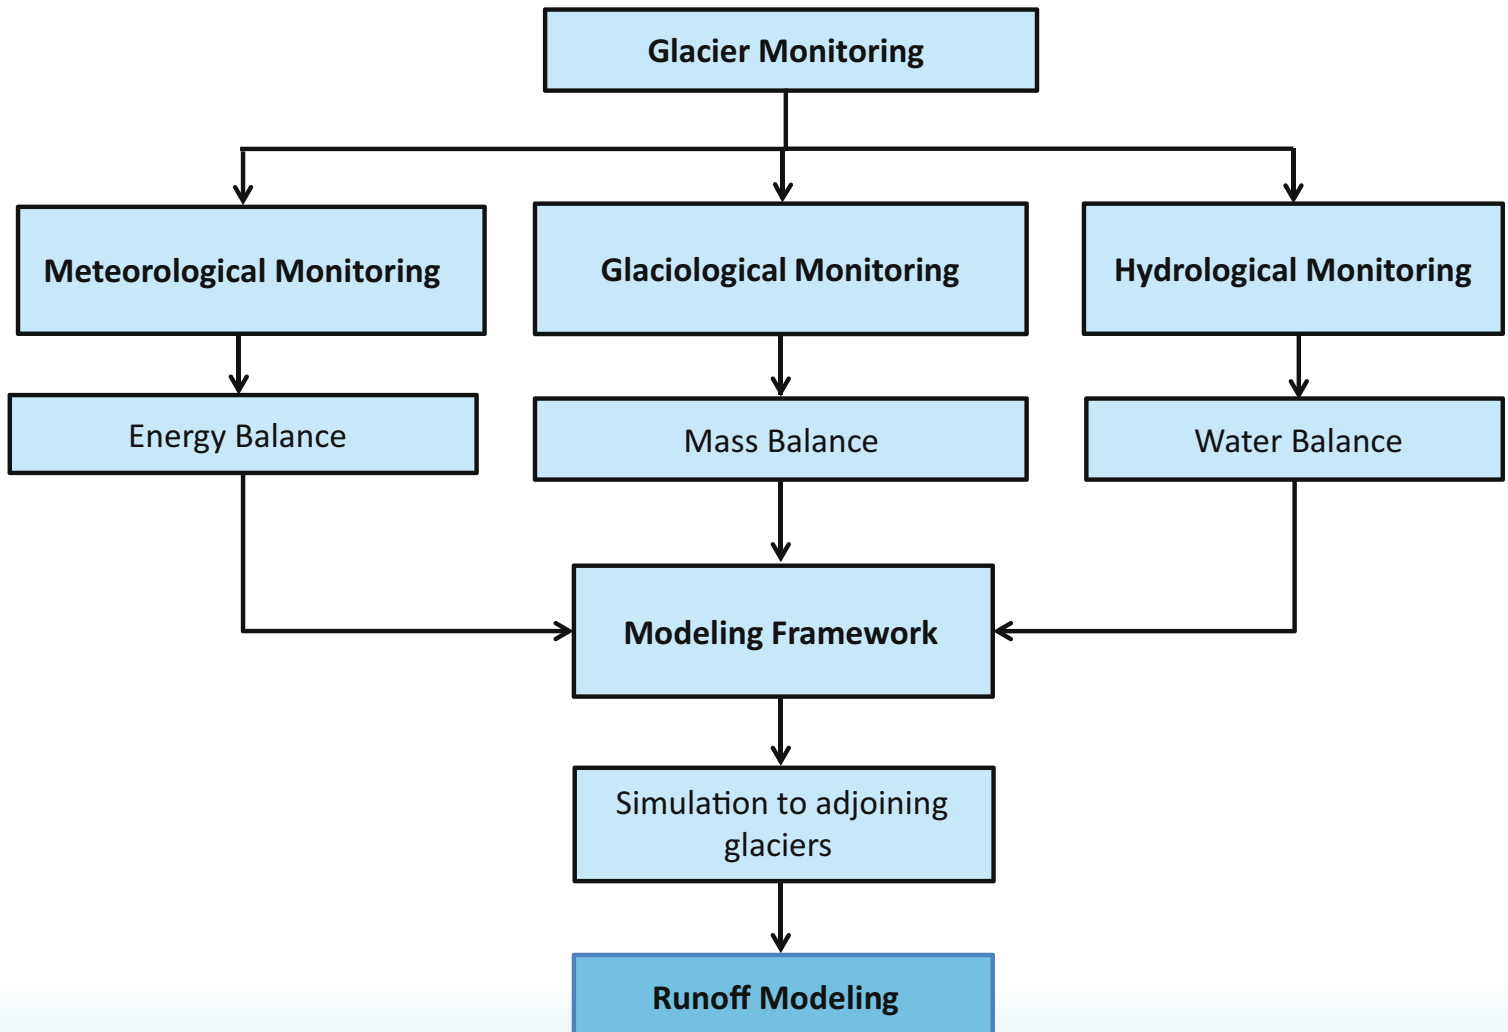 Glacier Monitoring
Meteorological Monitoring
Glaciological Monitoring
Hydrological Monitoring
Energy Balance
Mass Balance
Water Balance
Modeling Framework
Simulation to adjoining
glaciers
Runoff Modeling